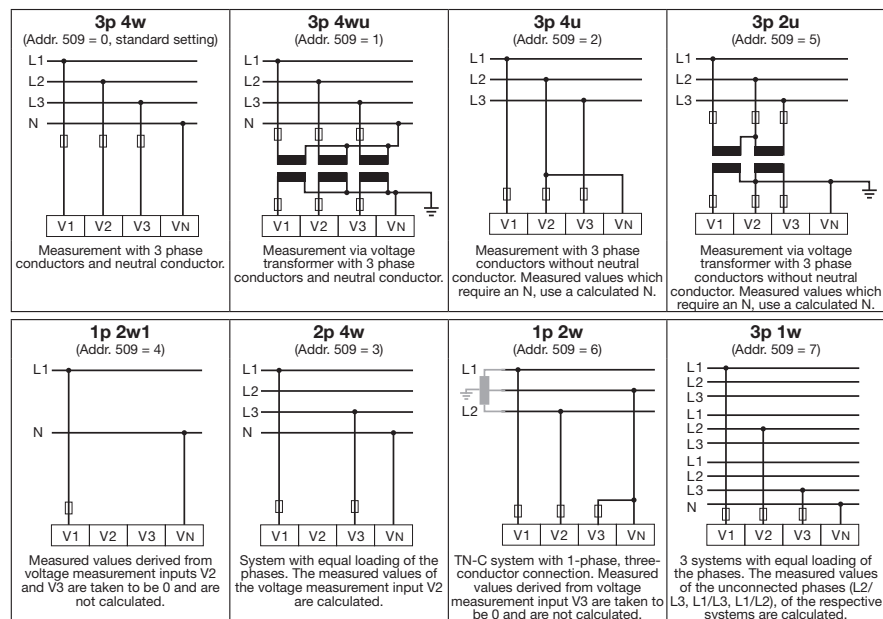 3p 4w
(Addr. 509 = 0, standard setting)
L1
L2
L3
N
V1 V2 V3 VN
Measurement with 3 phase
conductors and neutral conductor.
3p 4wu
(Addr. 509 = 1)
L1
L2
L3
N
V1 V2 V3 VN
Measurement via voltage
transformer with 3 phase
conductors and neutral conductor.
3p 4u
(Addr. 509 = 2)
L1
L2
L3
V1 V2 V3 VN
Measurement with 3 phase
conductors without neutral
conductor. Measured values which
require an N, use a calculated N.
3p 2u
(Addr. 509 = 5)
L1
L2
L3
V1 V2 V3 VN
Measurement via voltage
transformer with 3 phase
conductors without neutral
conductor. Measured values which
require an N, use a calculated N.
1p 2w1
(Addr. 509 = 4)
L1
N
V1 V2 V3 VN
Measured values derived from
voltage measurement inputs V2
and V3 are taken to be 0 and are
not calculated.
2p 4w
(Addr. 509 = 3)
L1
L2
L3
N
V1 V2 V3 VN
System with equal loading of the
phases. The measured values of
the voltage measurement input V2
are calculated.
1p 2w
(Addr. 509 = 6)
L1
L2
V1 V2 V3 VN
TN-C system with 1-phase, three-
conductor connection. Measured
values derived from voltage
measurement input V3 are taken to
be 0 and are not calculated.
3p 1w
(Addr. 509 = 7)
L1
L2
L3
L1
L2
L3
L1
L2
L3
N
V1 V2 V3 VN
3 systems with equal loading of
the phases. The measured values
of the unconnected phases (L2/
L3, L1/L3, L1/L2), of the respective
systems are calculated.